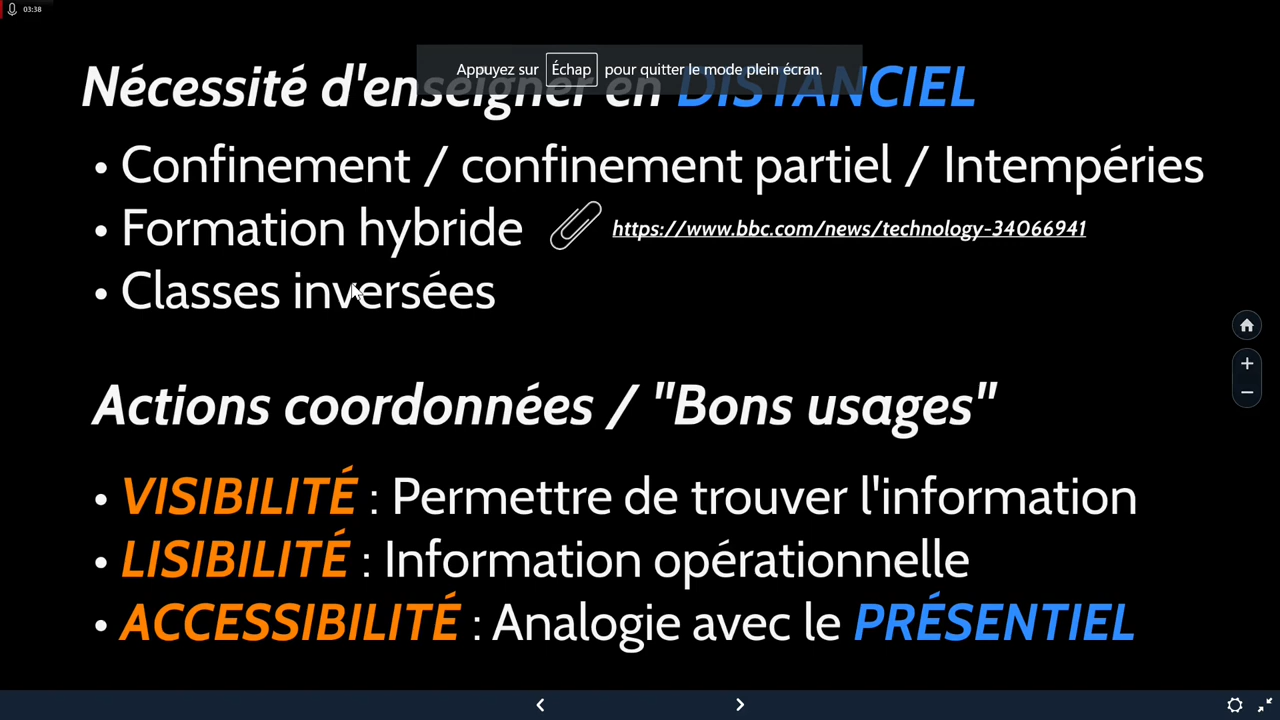 03:38
Appuyez sur Échap pour quitter le mode plein écran.
Nécessité d'enseigner en DISTANCIEL
• Confinement / confinement partiel / Intempéries
• Formation hybride https://www.bbc.com/news/technology-34066941
• Classes inversées
Actions coordonnées / "Bons usages"
• VISIBILITÉ : Permettre de trouver l'information
• LISIBILITÉ : Information opérationnelle
• ACCESSIBILITÉ : Analogie avec le PRÉSENTIEL